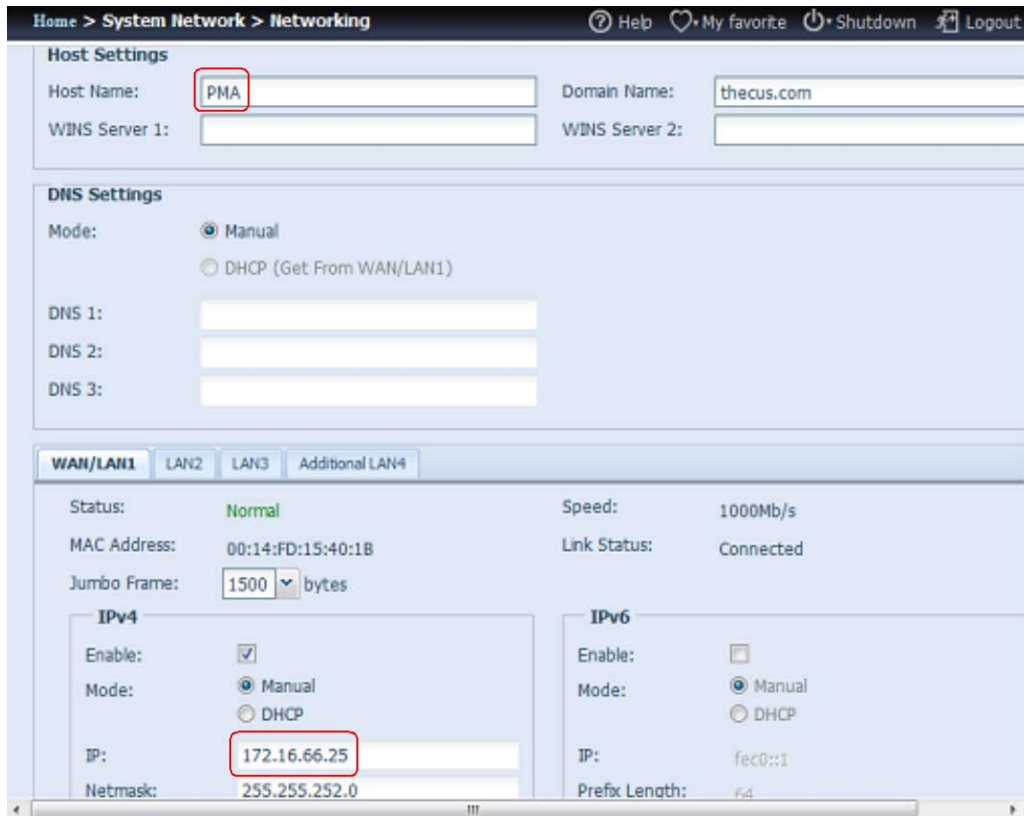 Home > System Network > Networking Help My favorite Shutdown Logout
Host Settings
Host Name: PMA Domain Name: thecus.com
WINS Server 1: WINS Server 2:
DNS Settings
Mode: Manual
DHCP (Get From WAN/LAN1)
DNS 1:
DNS 2:
DNS 3:
WAN/LAN1 LAN2 LAN3 Additional LAN4
Status: Normal Speed: 1000Mb/s
MAC Address: 00:14:FD:15:40:1B Link Status: Connected
Jumbo Frame: 1500 bytes
IPv4 IPv6
Enable: Enable:
Mode: Manual Mode: Manual
DHCP DHCP
IP: 172.16.66.25 IP: fec0::1
Netmask: 255.255.252.0 Prefix Length: 64